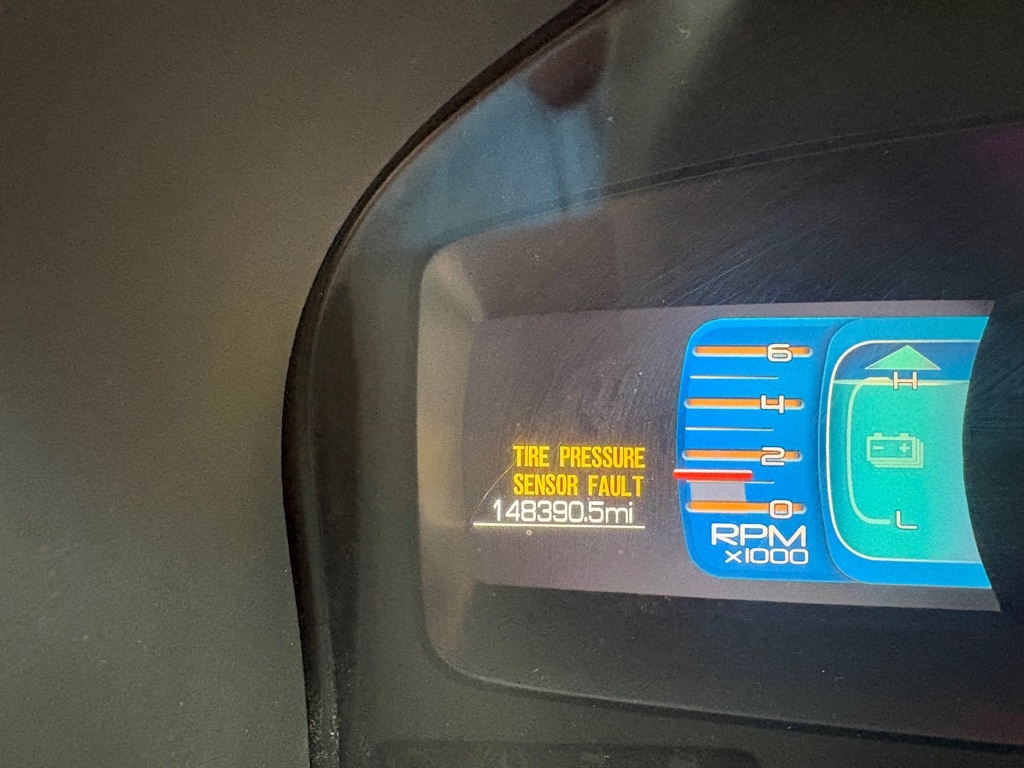 TIRE PRESSURE
SENSOR FAULT
148390.5mi
6
4
2
0
RPM
x1000
H
- +
L